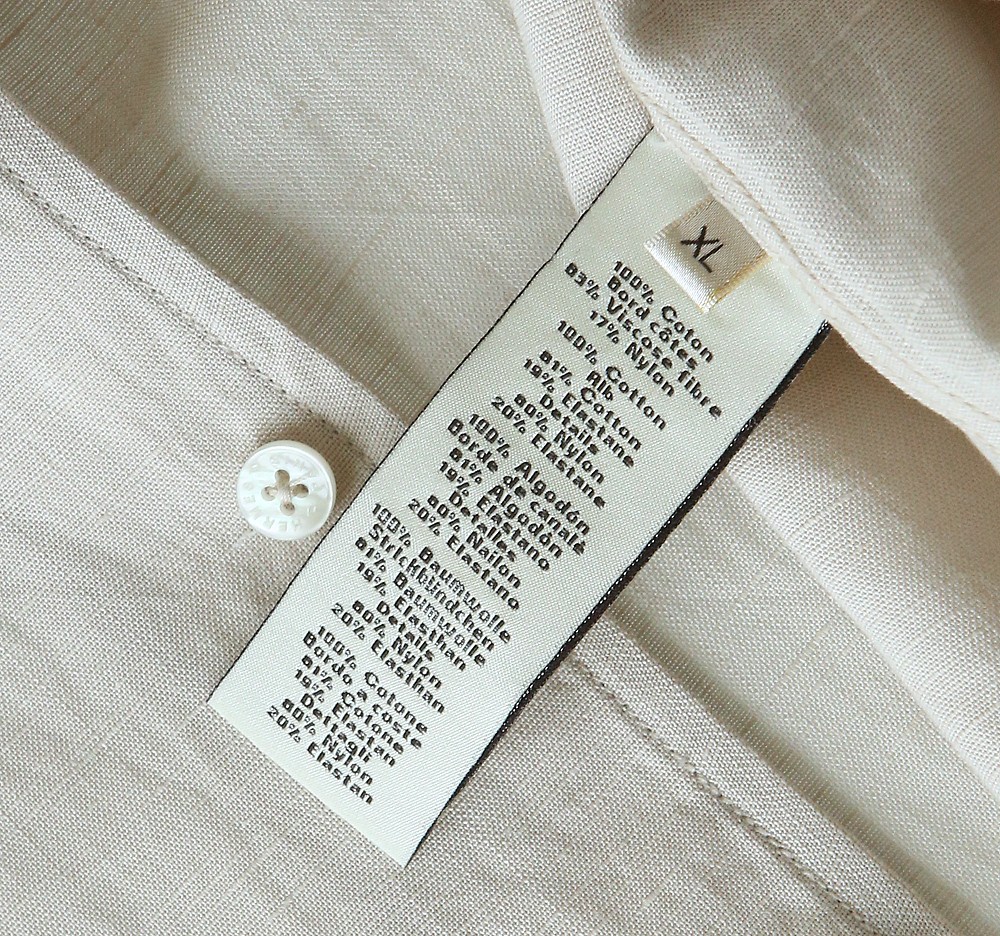 XL
100% Coton
Bord côtes
83% Viscose fibre
17% Nylon
100% Cotton
Rib
81% Cotton
19% Elastane
Details
80% Nylon
20% Elastane
100% Algodón
Borde de canalé
81% Algodón
19% Elastano
Detalles
80% Nailon
20% Elastano
100% Baumwolle
Strickbündchen
81% Baumwolle
19% Elasthan
Details
80% Nylon
20% Elasthan
100% Cotone
Bordo a coste
81% Cotone
19% Elastan
Dettagli
80% Nylon
20% Elastan
HERMES